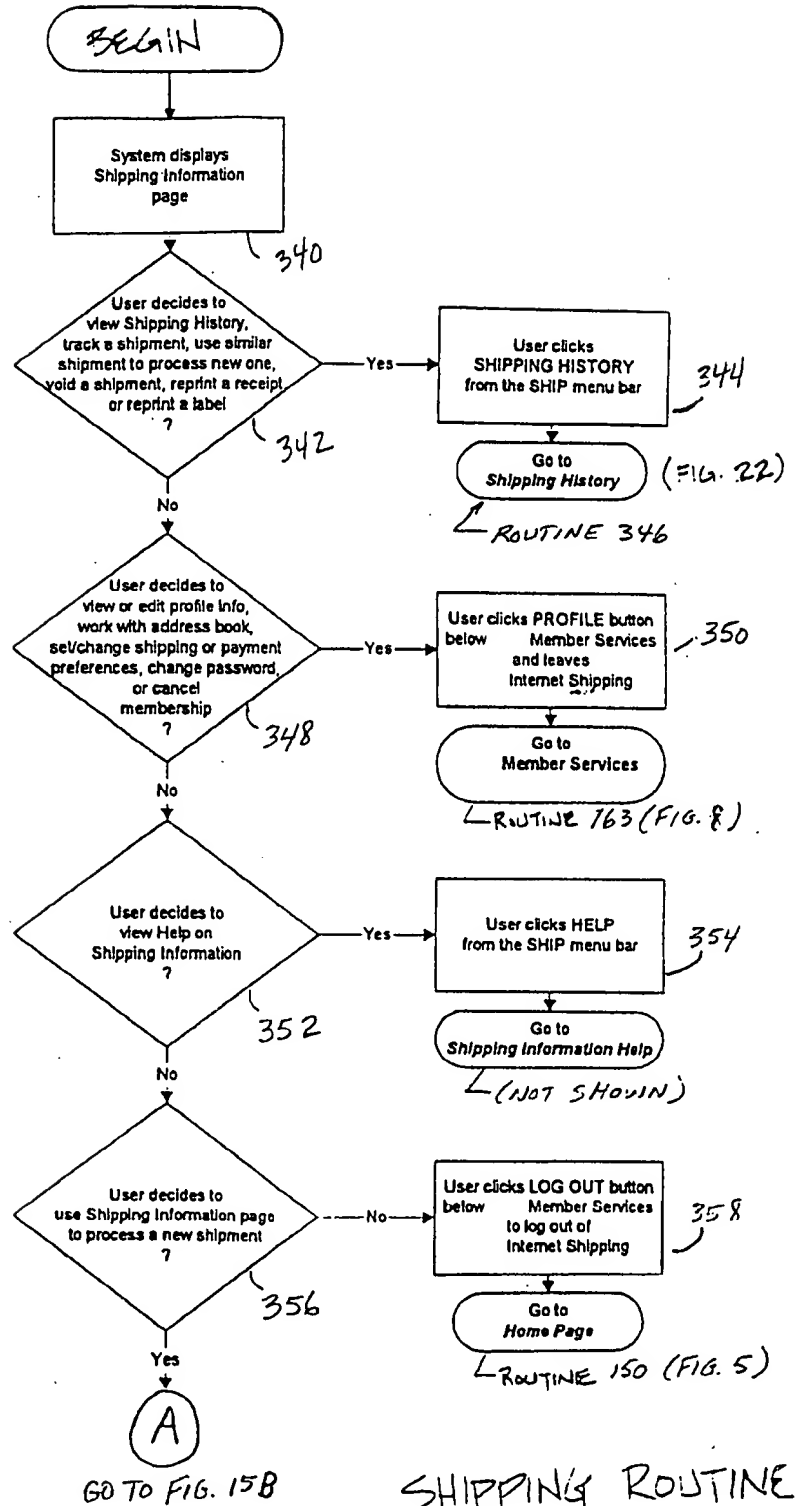 BEGIN
System displays
Shipping Information
page
340
User decides to
view Shipping History,
track a shipment, use similar
shipment to process new one,
void a shipment, reprint a receipt,
or reprint a label
?
342
Yes
User clicks
SHIPPING HISTORY
from the SHIP menu bar
344
Go to
Shipping History
(FIG. 22)
ROUTINE 346
No
User decides to
view or edit profile info,
work with address book,
set/change shipping or payment
preferences, change password,
or cancel
membership
?
348
Yes
User clicks PROFILE button
below Member Services
and leaves
Internet Shipping
350
Go to
Member Services
ROUTINE 163 (FIG. 8)
No
User decides to
view Help on
Shipping Information
?
352
Yes
User clicks HELP
from the SHIP menu bar
354
Go to
Shipping Information Help
(NOT SHOWN)
No
User decides to
use Shipping Information page
to process a new shipment
?
356
No
User clicks LOG OUT button
below Member Services
to log out of
Internet Shipping
358
Go to
Home Page
ROUTINE 150 (FIG. 5)
Yes
A
GO TO FIG. 15B
SHIPPING ROUTINE